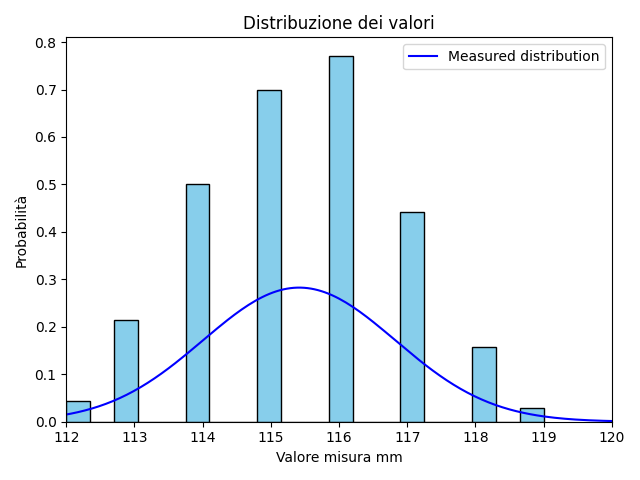 Distribuzione dei valori
Measured distribution
0.8
0.7
0.6
0.5
0.4
0.3
0.2
0.1
0.0
Probabilità
112 113 114 115 116 117 118 119 120
Valore misura mm